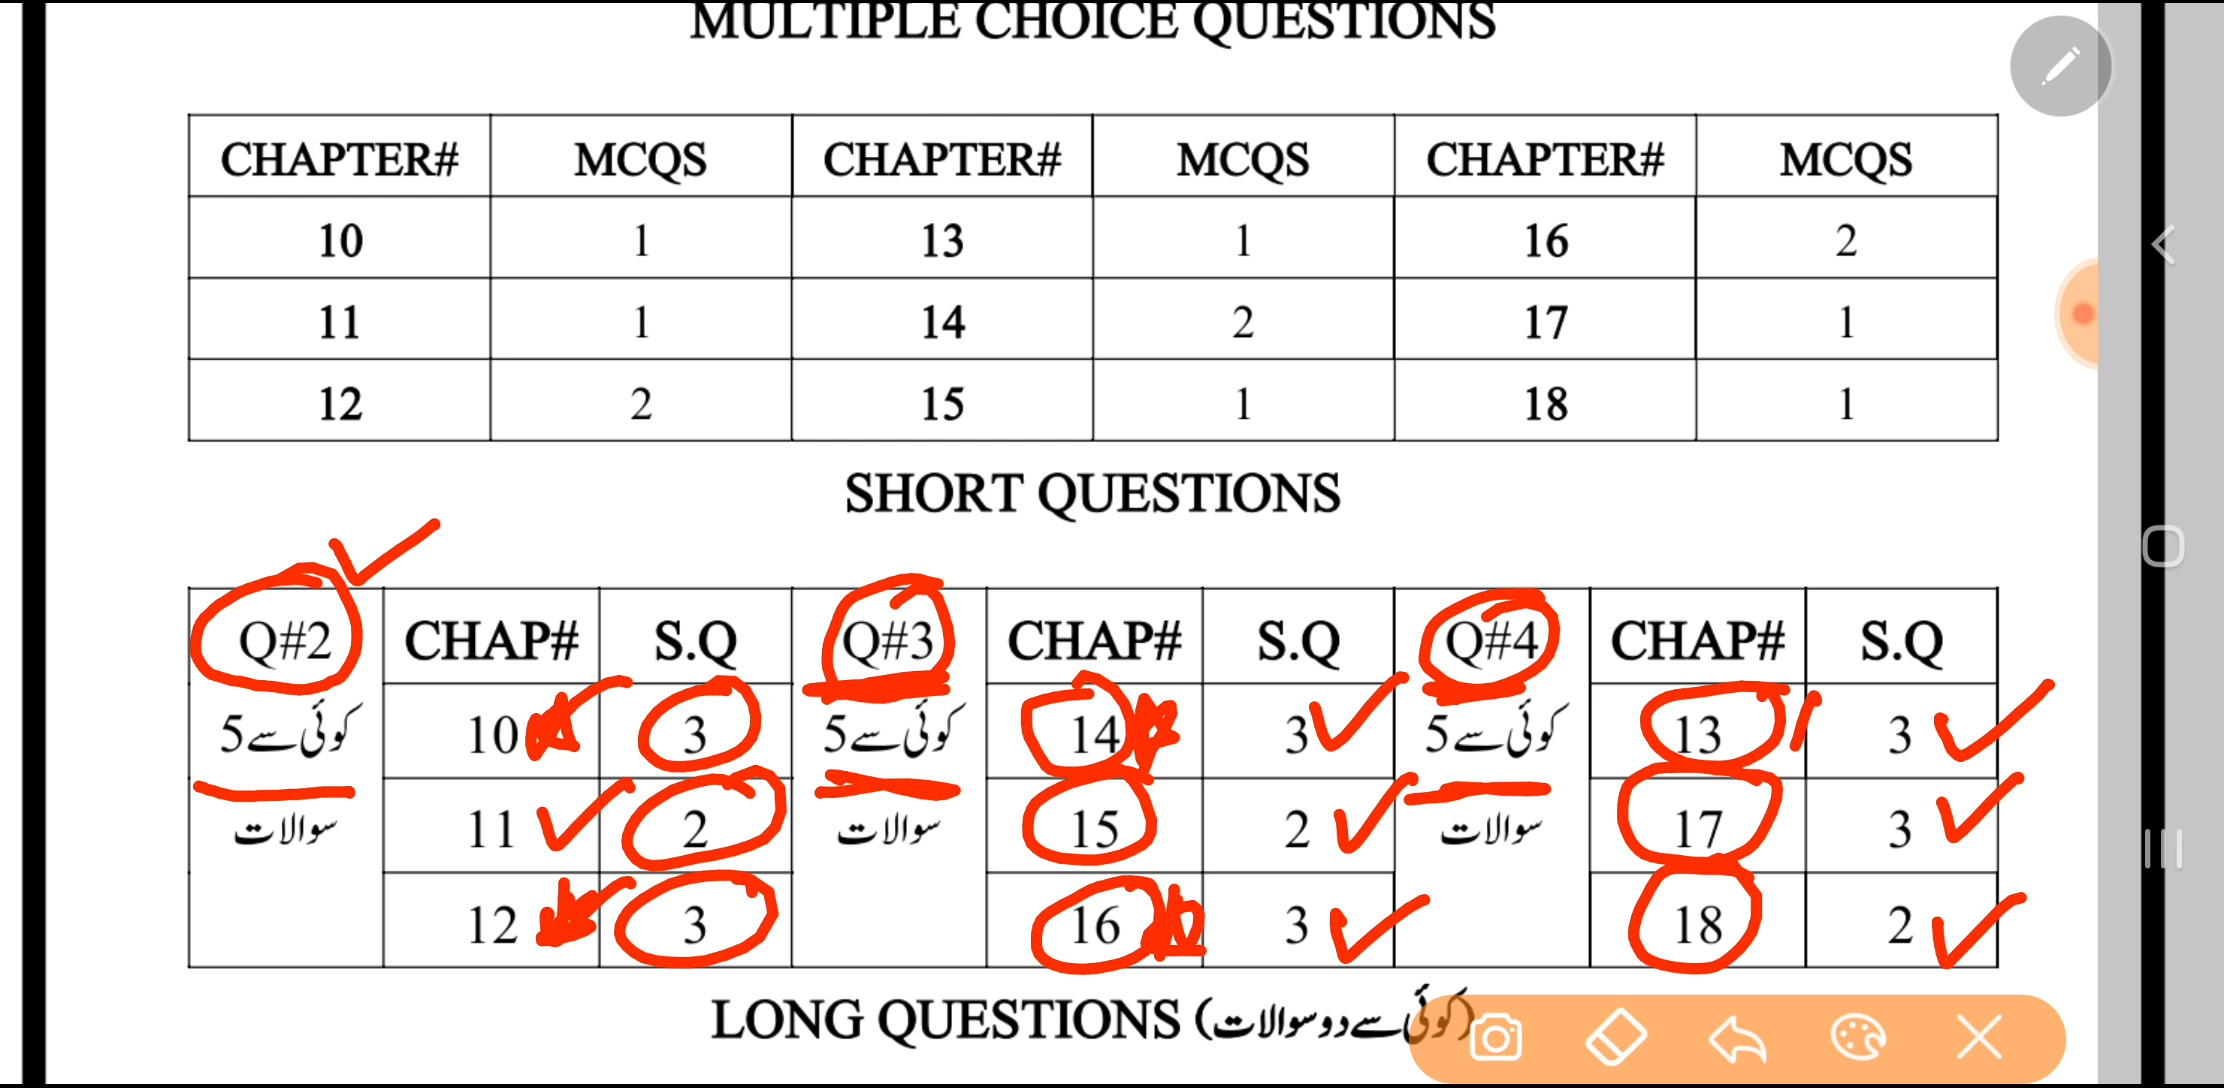 MULTIPLE CHOICE QUESTIONS
CHAPTER# MCQS CHAPTER# MCQS CHAPTER# MCQS
10 1 13 1 16 2
11 1 14 2 17 1
12 2 15 1 18 1
SHORT QUESTIONS
Q#2 CHAP# S.Q Q#3 CHAP# S.Q Q#4 CHAP# S.Q
کوئی سے 5 10 3 کوئی سے 5 14 3 کوئی سے 5 13 3
سوالات 11 2 سوالات 15 2 سوالات 17 3
12 3 16 3 18 2
LONG QUESTIONS (کوئی سے دو سوالات)